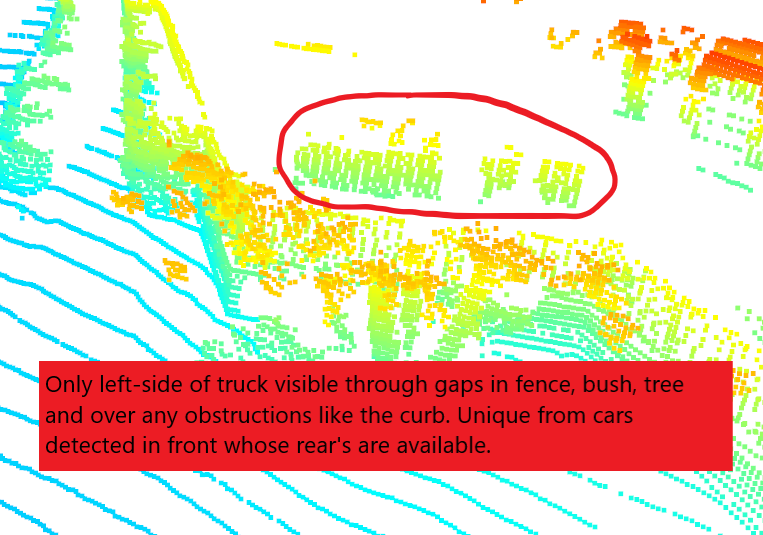 Only left-side of truck visible through gaps in fence, bush, tree
and over any obstructions like the curb. Unique from cars
detected in front whose rear's are available.